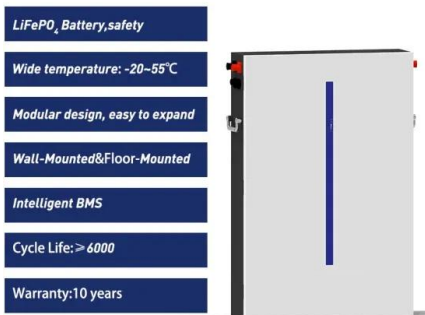 LiFePO₄ Battery,safety
Wide temperature: -20~55℃
Modular design, easy to expand
Wall-Mounted&Floor-Mounted
Intelligent BMS
Cycle Life:≥6000
Warranty:10 years